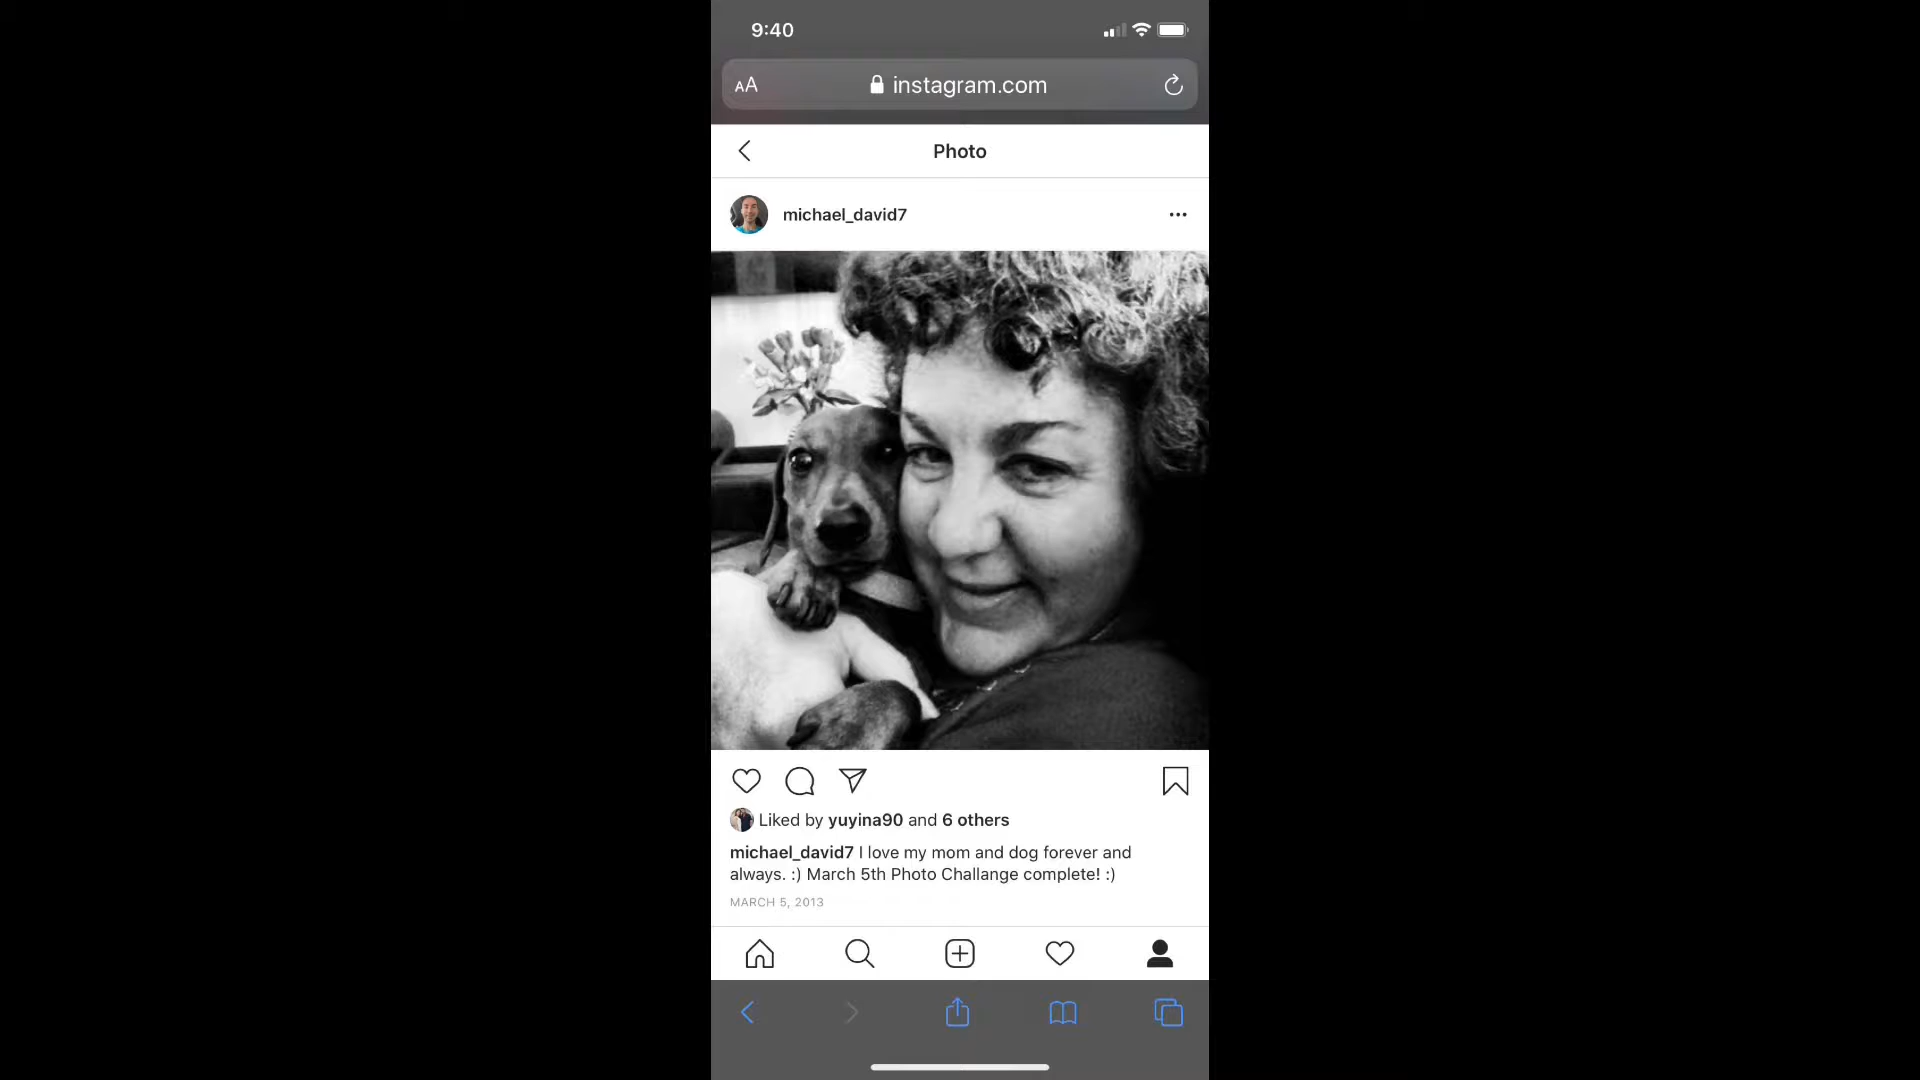 9:40
AA instagram.com
Photo
michael_david7
Liked by yuyina90 and 6 others
michael_david7 I love my mom and dog forever and
always. :) March 5th Photo Challange complete! :)
MARCH 5, 2013